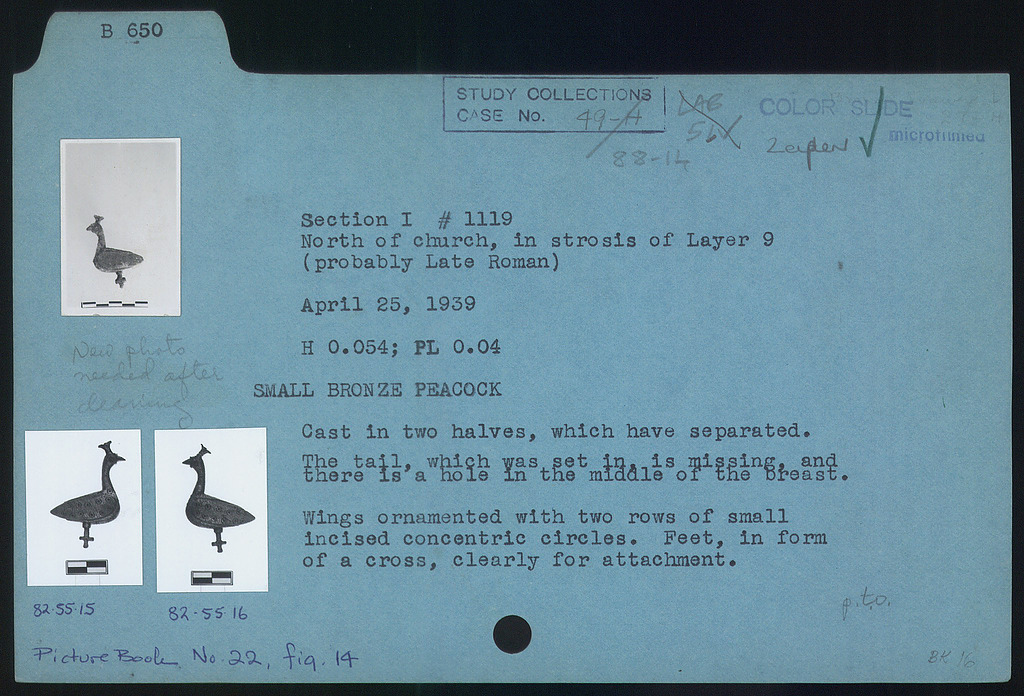 B 650
STUDY COLLECTIONS
CASE No. 49-A
88-14
COLOR SLIDE
microfilmed
Section I # 1119
North of church, in strosis of Layer 9
(probably Late Roman)
April 25, 1939
H 0.054; PL 0.04
New photo
needed after
cleaning
SMALL BRONZE PEACOCK
Cast in two halves, which have separated.
The tail, which was set in, is missing, and
there is a hole in the middle of the breast.
Wings ornamented with two rows of small
incised concentric circles. Feet, in form
of a cross, clearly for attachment.
82·55·15
82-55 16
p.t.o.
Picture Book No. 22, fig. 14
BK 16